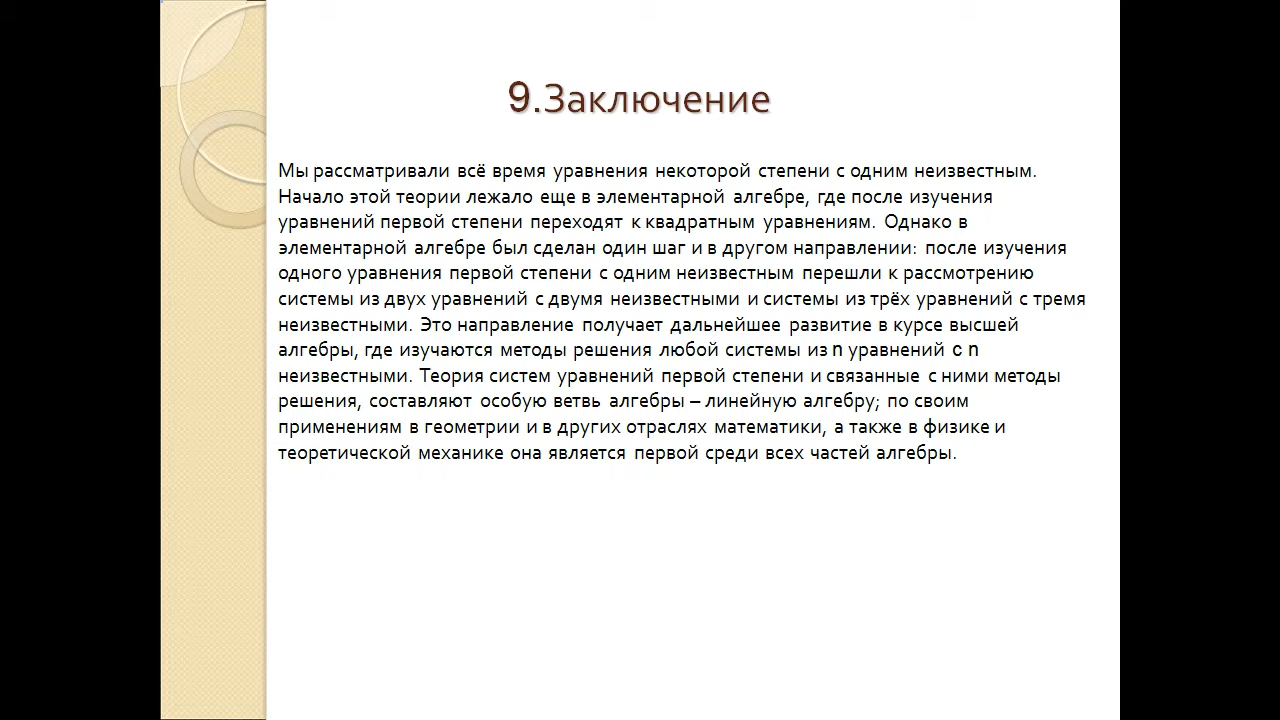 9.Заключение
Мы рассматривали всё время уравнения некоторой степени с одним неизвестным.
Начало этой теории лежало еще в элементарной алгебре, где после изучения
уравнений первой степени переходят к квадратным уравнениям. Однако в
элементарной алгебре был сделан один шаг и в другом направлении: после изучения
одного уравнения первой степени с одним неизвестным перешли к рассмотрению
системы из двух уравнений с двумя неизвестными и системы из трёх уравнений с тремя
неизвестными. Это направление получает дальнейшее развитие в курсе высшей
алгебры, где изучаются методы решения любой системы из n уравнений с n
неизвестными. Теория систем уравнений первой степени и связанные с ними методы
решения, составляют особую ветвь алгебры – линейную алгебру; по своим
применениям в геометрии и в других отраслях математики, а также в физике и
теоретической механике она является первой среди всех частей алгебры.